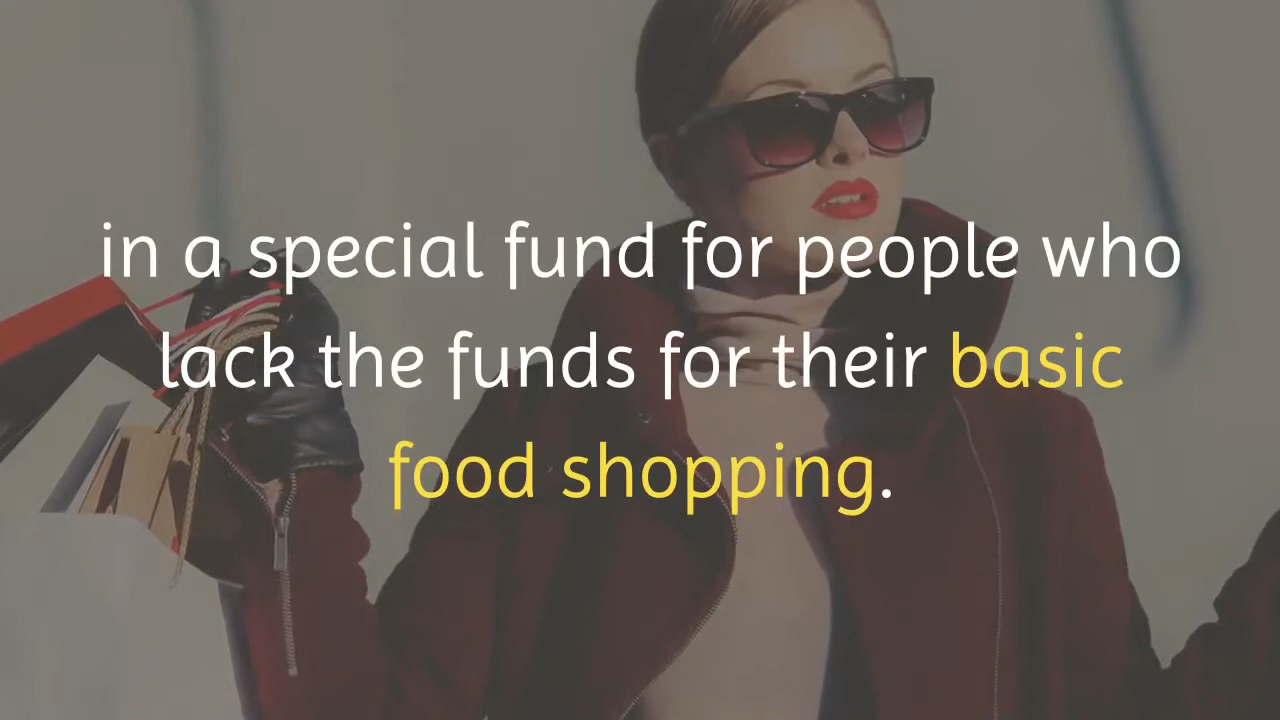 in a special fund for people who
lack the funds for their basic
food shopping.